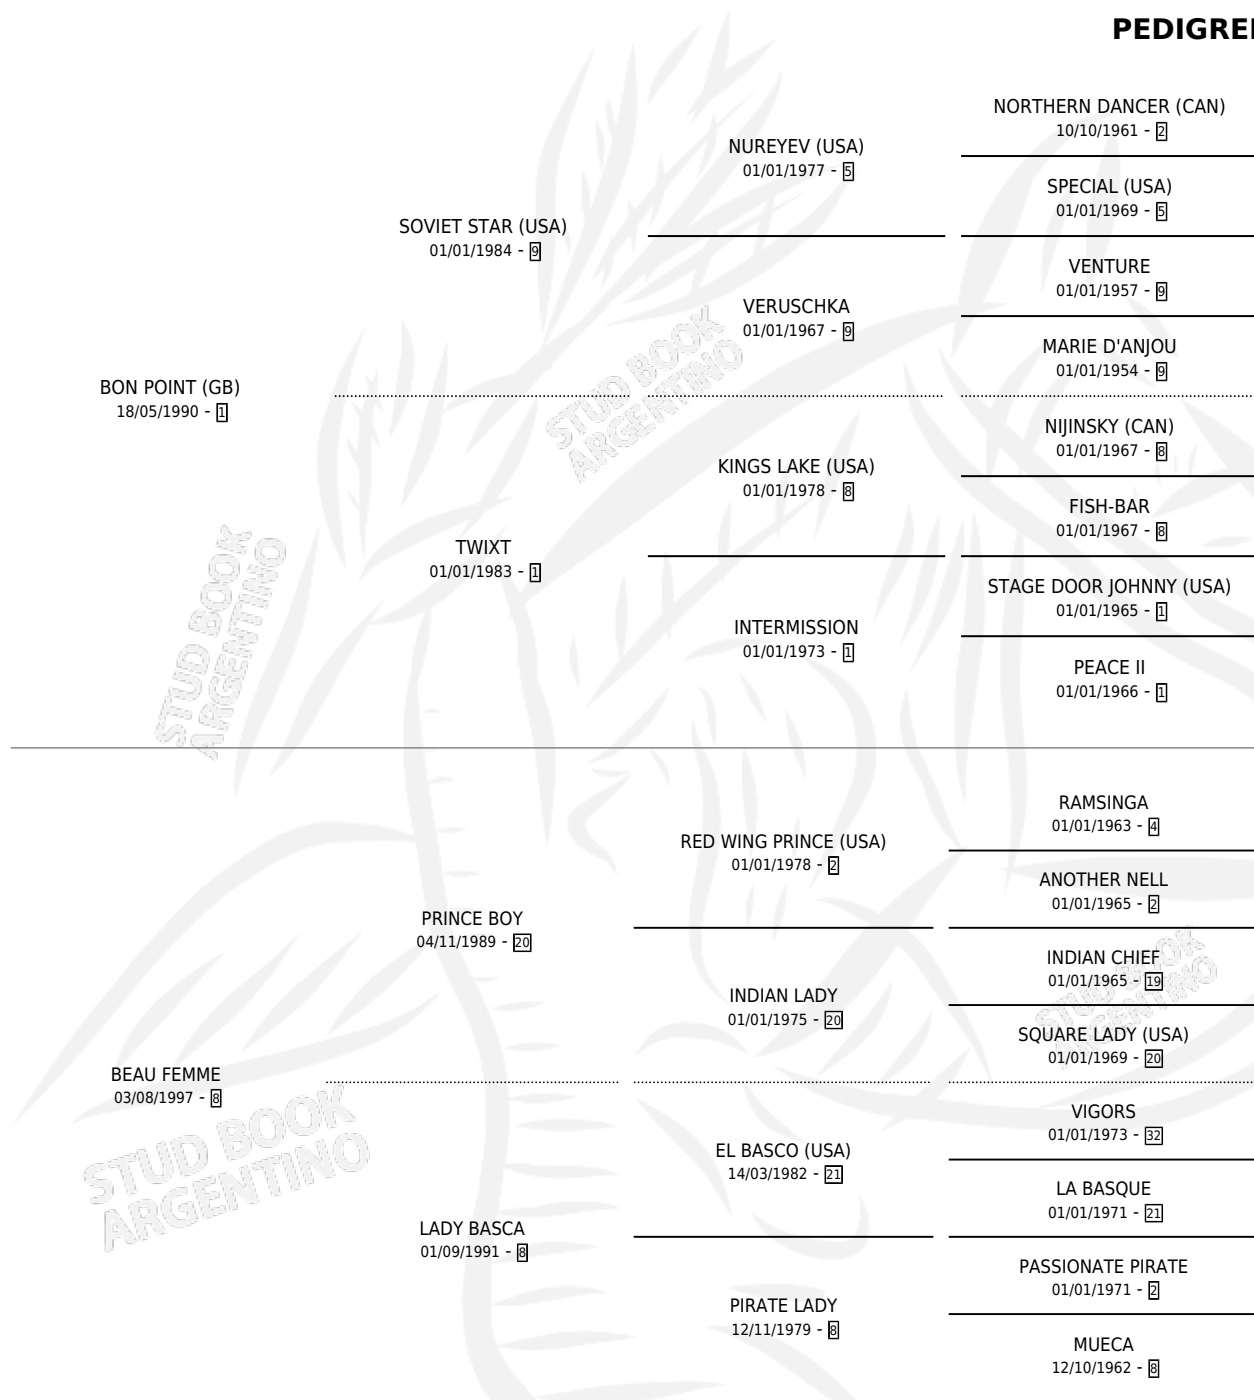 PEDIGREE
NORTHERN DANCER (CAN)
10/10/1961 - 2
NUREYEV (USA)
01/01/1977 - 5
SPECIAL (USA)
01/01/1969 - 5
SOVIET STAR (USA)
01/01/1984 - 9
VENTURE
01/01/1957 - 9
VERUSCHKA
01/01/1967 - 9
MARIE D'ANJOU
01/01/1954 - 9
BON POINT (GB)
18/05/1990 - 1
NIJINSKY (CAN)
01/01/1967 - 8
KINGS LAKE (USA)
01/01/1978 - 8
FISH-BAR
01/01/1967 - 8
TWIXT
01/01/1983 - 1
STAGE DOOR JOHNNY (USA)
01/01/1965 - 1
INTERMISSION
01/01/1973 - 1
PEACE II
01/01/1966 - 1
RAMSINGA
01/01/1963 - 4
RED WING PRINCE (USA)
01/01/1978 - 2
ANOTHER NELL
01/01/1965 - 2
PRINCE BOY
04/11/1989 - 20
INDIAN CHIEF
01/01/1965 - 19
INDIAN LADY
01/01/1975 - 20
SQUARE LADY (USA)
01/01/1969 - 20
BEAU FEMME
03/08/1997 - 8
VIGORS
01/01/1973 - 32
EL BASCO (USA)
14/03/1982 - 21
LA BASQUE
01/01/1971 - 21
LADY BASCA
01/09/1991 - 8
PASSIONATE PIRATE
01/01/1971 - 2
PIRATE LADY
12/11/1979 - 8
MUECA
12/10/1962 - 8
STUD BOOK
ARGENTINO
STUD BOOK
ARGENTINO
STUD BOOK
ARGENTINO
STUD BOOK
ARGENTINO